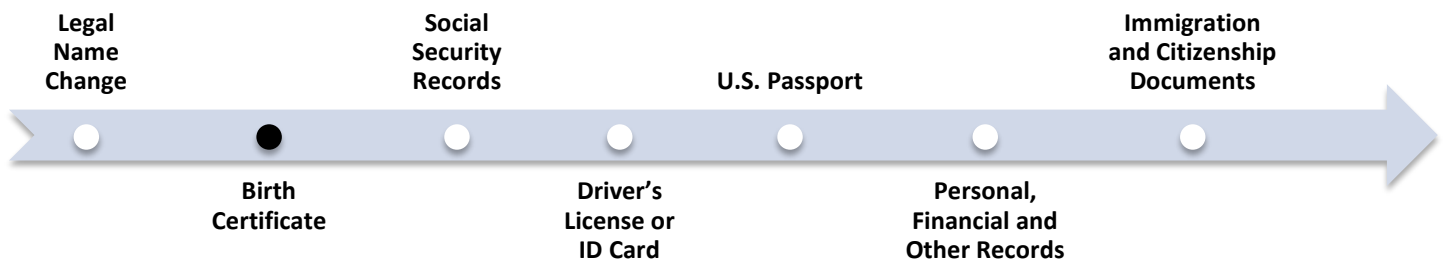 Legal
Name
Change
Social
Security
Records
U.S. Passport
Immigration
and Citizenship
Documents
Birth
Certificate
Driver’s
License or
ID Card
Personal,
Financial and
Other Records